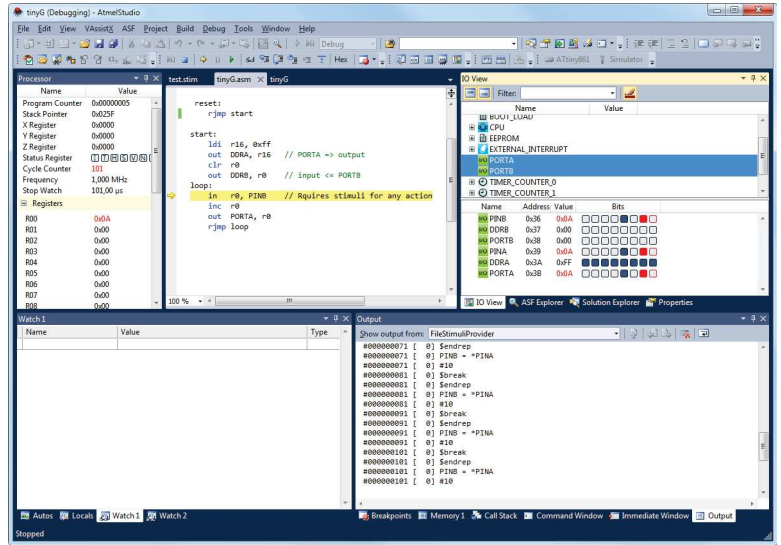 tinyG (Debugging) - AtmelStudio
File Edit View VAssistX ASF Project Build Debug Tools Window Help
Debug
Hex
ATtiny861 Simulator
Processor
Name Value
Program Counter 0x00000005
Stack Pointer 0x025F
X Register 0x0000
Y Register 0x0000
Z Register 0x0000
Status Register I T H S V N
Cycle Counter 101
Frequency 1,000 MHz
Stop Watch 101,00 µs
Registers
R00 0x0A
R01 0x00
R02 0x00
R03 0x00
R04 0x00
R05 0x00
R06 0x00
R07 0x00
R08 0x00
test.stim tinyG.asm tinyG
reset:
rjmp start
start:
ldi r16, 0xff
out DDRA, r16 // PORTA => output
clr r0
out DDRB, r0 // input <= PORTB
loop:
in r0, PINB // Rquires stimuli for any action
inc r0
out PORTA, r0
rjmp loop
100 %
IO View
Filter:
Name Value
BOOT_LOAD
CPU
EEPROM
EXTERNAL_INTERRUPT
PORTA
PORTB
TIMER_COUNTER_0
TIMER_COUNTER_1
Name Address Value Bits
I/O PINB 0x36 0x0A
I/O DDRB 0x37 0x00
I/O PORTB 0x38 0x00
I/O PINA 0x39 0x0A
I/O DDRA 0x3A 0xFF
I/O PORTA 0x3B 0x0A
IO View ASF Explorer Solution Explorer Properties
Watch 1
Name Value Type
Output
Show output from: FileStimuliProvider
#000000071 [ 0] $endrep
#000000071 [ 0] PINB = *PINA
#000000071 [ 0] #10
#000000081 [ 0] $break
#000000081 [ 0] $endrep
#000000081 [ 0] PINB = *PINA
#000000081 [ 0] #10
#000000091 [ 0] $break
#000000091 [ 0] $endrep
#000000091 [ 0] PINB = *PINA
#000000091 [ 0] #10
#000000101 [ 0] $break
#000000101 [ 0] $endrep
#000000101 [ 0] PINB = *PINA
#000000101 [ 0] #10
Autos Locals Watch 1 Watch 2
Breakpoints Memory 1 Call Stack Command Window Immediate Window Output
Stopped